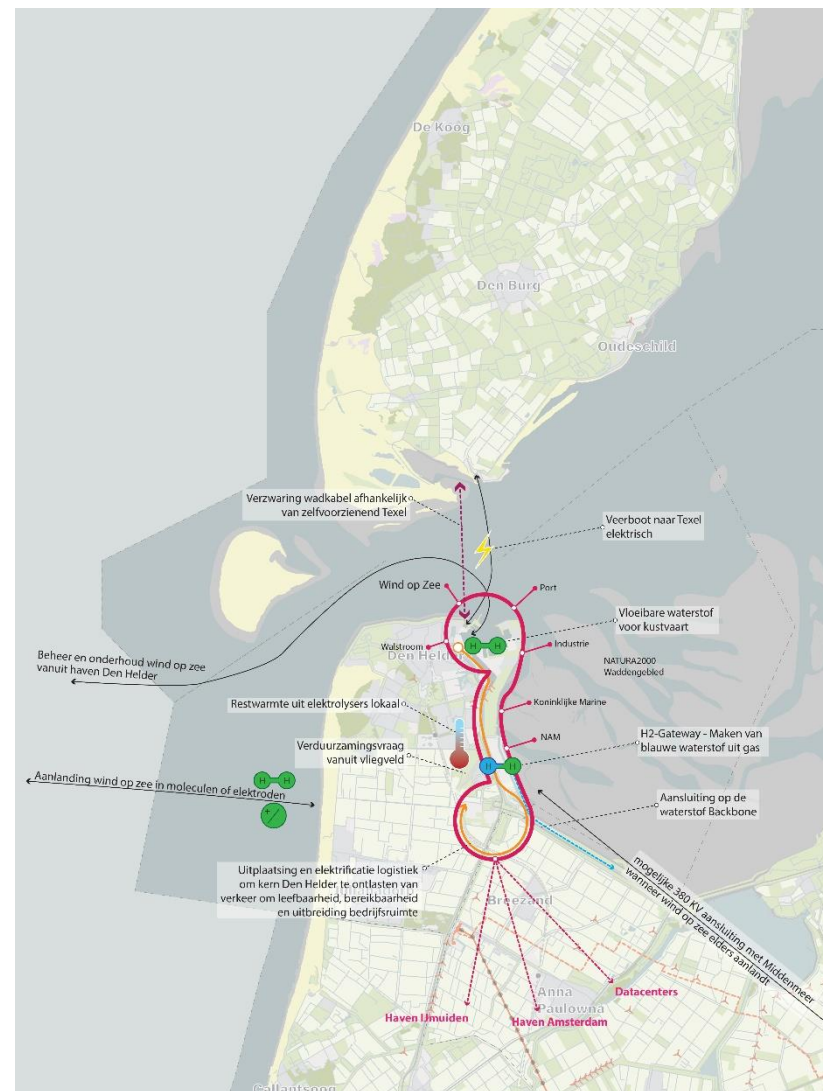 De Koog
Den Burg
Oudeschild
Verzwaring wadkabel afhankelijk
van zelfvoorzienend Texel
Veerboot naar Texel
elektrisch
Wind op Zee
Port
Vloeibare waterstof
voor kustvaart
Walstroom
Den Helder
H H
Industrie
NATURA2000
Waddengebied
Beheer en onderhoud wind op zee
vanuit haven Den Helder
Restwarmte uit elektrolysers lokaal
Koninklijke Marine
Verduurzamingsvraag
vanuit vliegveld
NAM
H2-Gateway - Maken van
blauwe waterstof uit gas
H H
Aanlanding wind op zee in moleculen of elektroden
H H
+ -
Aansluiting op de
waterstof Backbone
Uitplaatsing en elektrificatie logistiek
om kern Den Helder te ontlasten van
verkeer om leefbaarheid, bereikbaarheid
en uitbreiding bedrijfsruimte
mogelijke 380 KV aansluiting met Middenmeer
wanneer wind op zee elders aanlandt
Breezand
Anna
Paulowna
Datacenters
Haven IJmuiden
Haven Amsterdam
Callantsoog